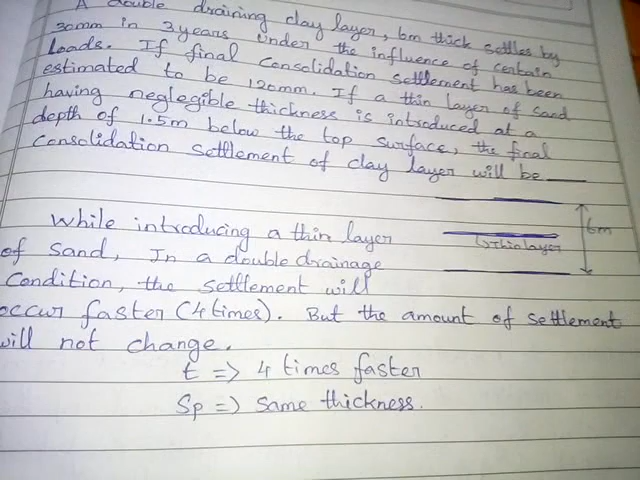 A double draining clay layer, 6m thick settles by
30mm in 3 years under the influence of certain
loads. If final consolidation settlement has been
estimated to be 120mm. If a thin layer of sand
having neglegible thickness is introduced at a
depth of 1.5m below the top surface, the final
consolidation settlement of clay layer will be
While introducing a thin layer
of sand, In a double drainage
Condition, the settlement will
occur faster (4 times). But the amount of settlement
will not change.
6m
↳Thin layer
t => 4 times faster
Sp => same thickness.